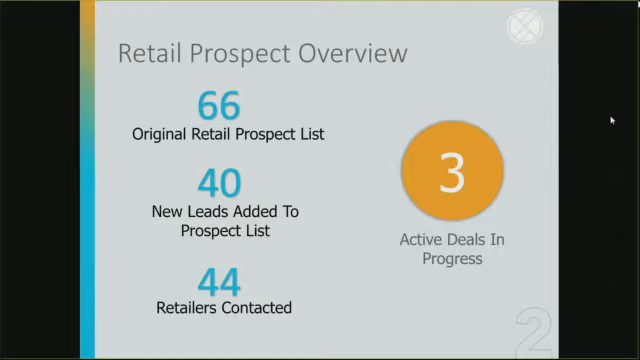 Retail Prospect Overview
66
Original Retail Prospect List
40
New Leads Added To
Prospect List
44
Retailers Contacted
3
Active Deals In
Progress
2